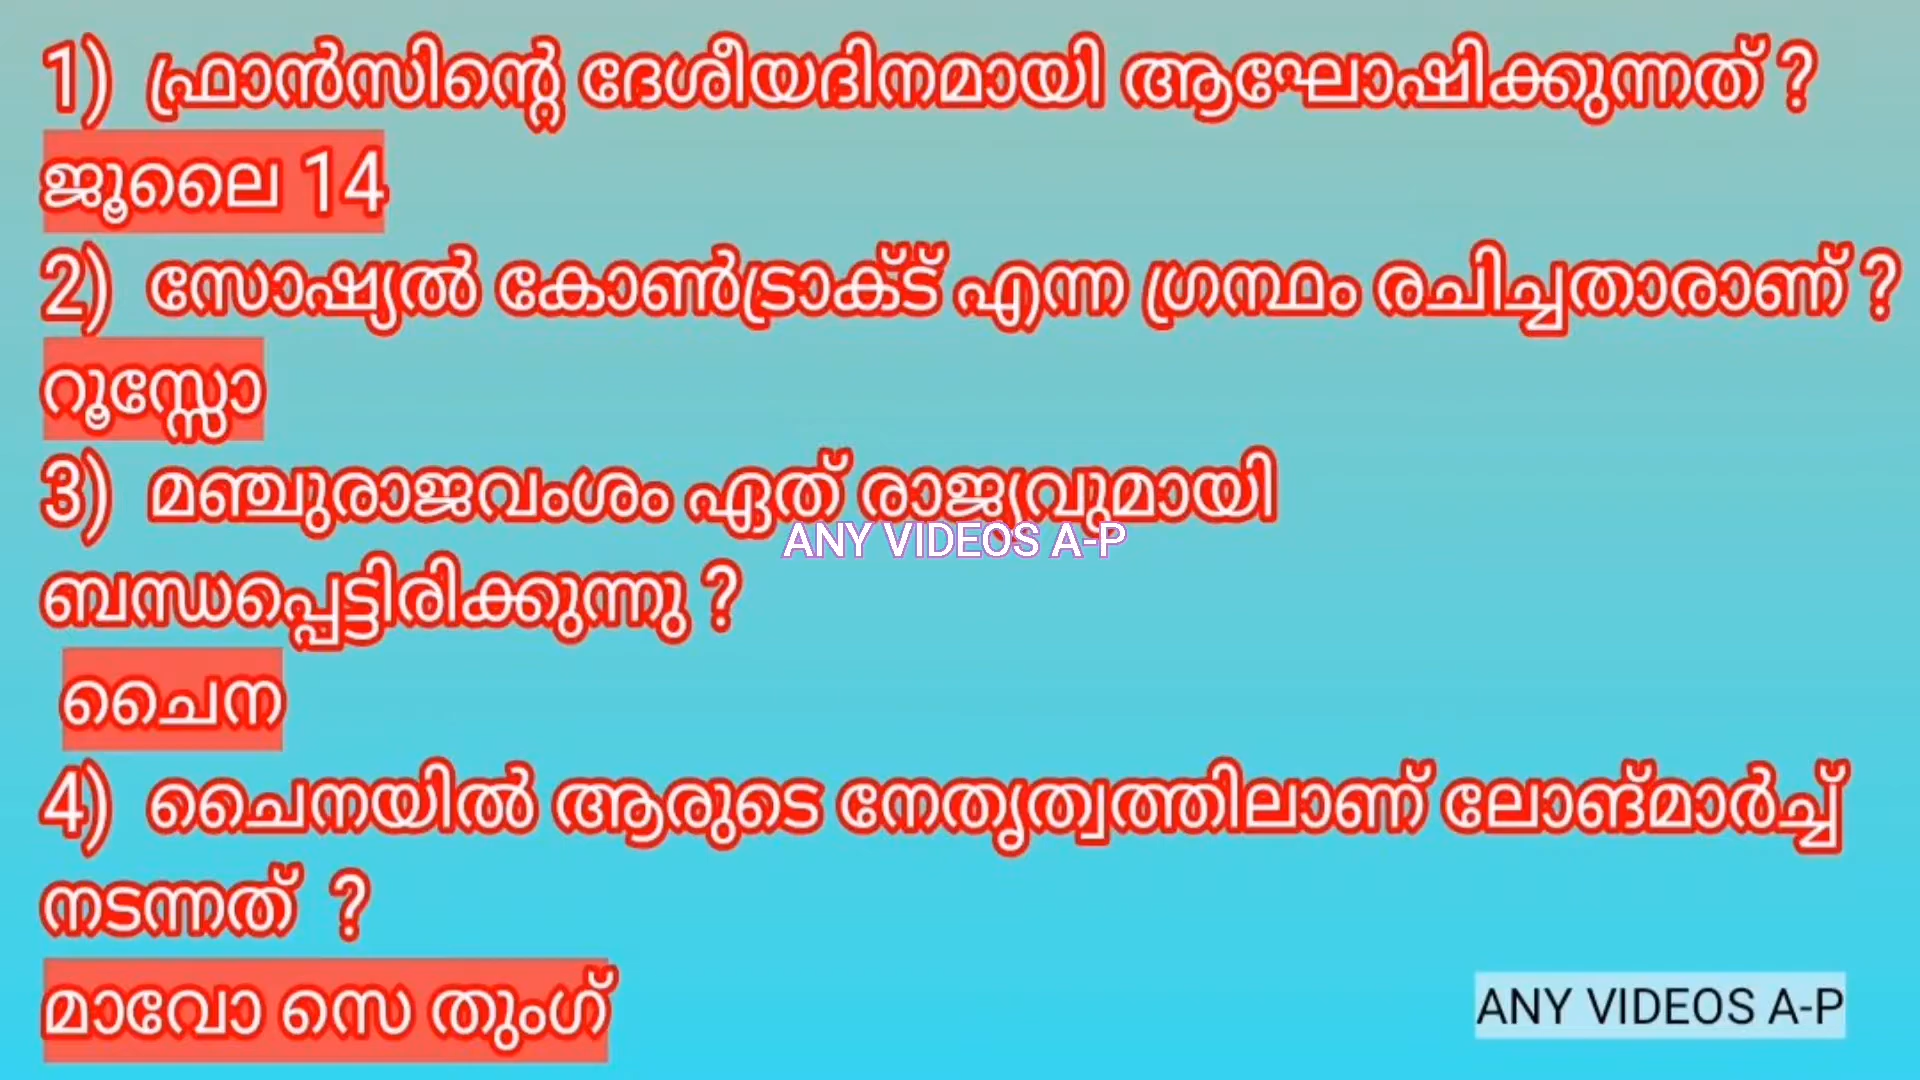 1) ഫ്രാൻസിന്റെ ദേശീയദിനമായി ആഘോഷിക്കുന്നത് ?
ജൂലൈ 14
2) സോഷ്യൽ കോൺട്രാക്ട് എന്ന ഗ്രന്ഥം രചിച്ചതാരാണ് ?
റൂസ്സോ
3) മഞ്ചുരാജവംശം ഏത് രാജ്യവുമായി
ANY VIDEOS A-P
ബന്ധപ്പെട്ടിരിക്കുന്നു ?
ചൈന
4) ചൈനയിൽ ആരുടെ നേതൃത്വത്തിലാണ് ലോങ്മാർച്ച്
നടന്നത് ?
മാവോ സെ തുംഗ്
ANY VIDEOS A-P